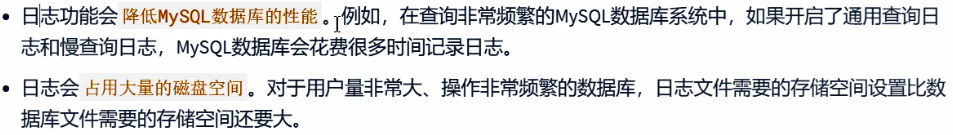 • 日志功能会 降低MySQL数据库的性能 。例如，在查询非常频繁的MySQL数据库系统中，如果开启了通用查询日
志和慢查询日志，MySQL数据库会花费很多时间记录日志。
• 日志会 占用大量的磁盘空间 。对于用户量非常大、操作非常频繁的数据库，日志文件需要的存储空间设置比数
据库文件需要的存储空间还要大。